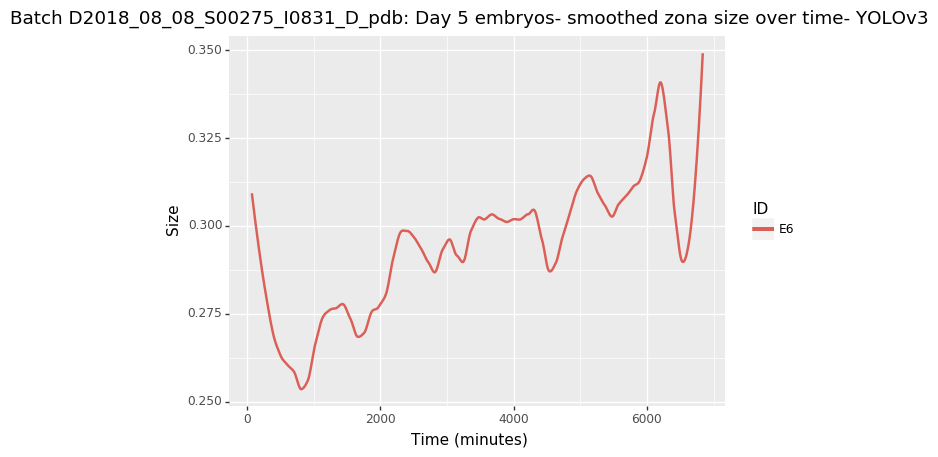 Batch D2018_08_08_S00275_I0831_D_pdb: Day 5 embryos- smoothed zona size over time- YOLOv3
0.350
0.325
0.300
0.275
0.250
Size
0
2000
4000
6000
Time (minutes)
ID
E6